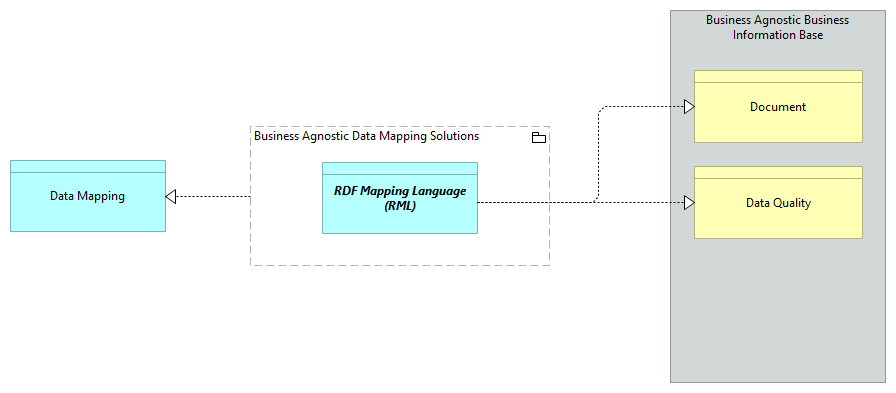 Business Agnostic Business
Information Base
Document
Business Agnostic Data Mapping Solutions
Data Mapping
RDF Mapping Language
(RML)
Data Quality